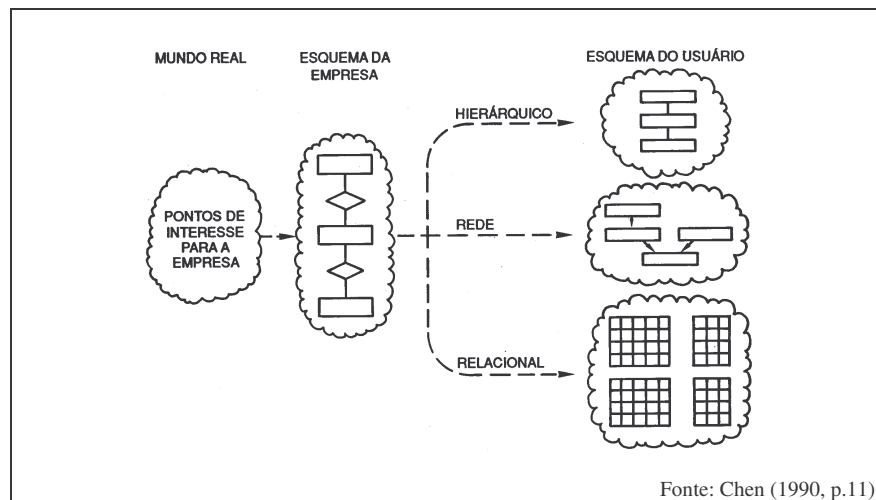 MUNDO REAL
ESQUEMA DA
EMPRESA
ESQUEMA DO USUÁRIO
HIERÁRQUICO
PONTOS DE
INTERESSE
PARA A
EMPRESA
REDE
RELACIONAL
Fonte: Chen (1990, p.11)